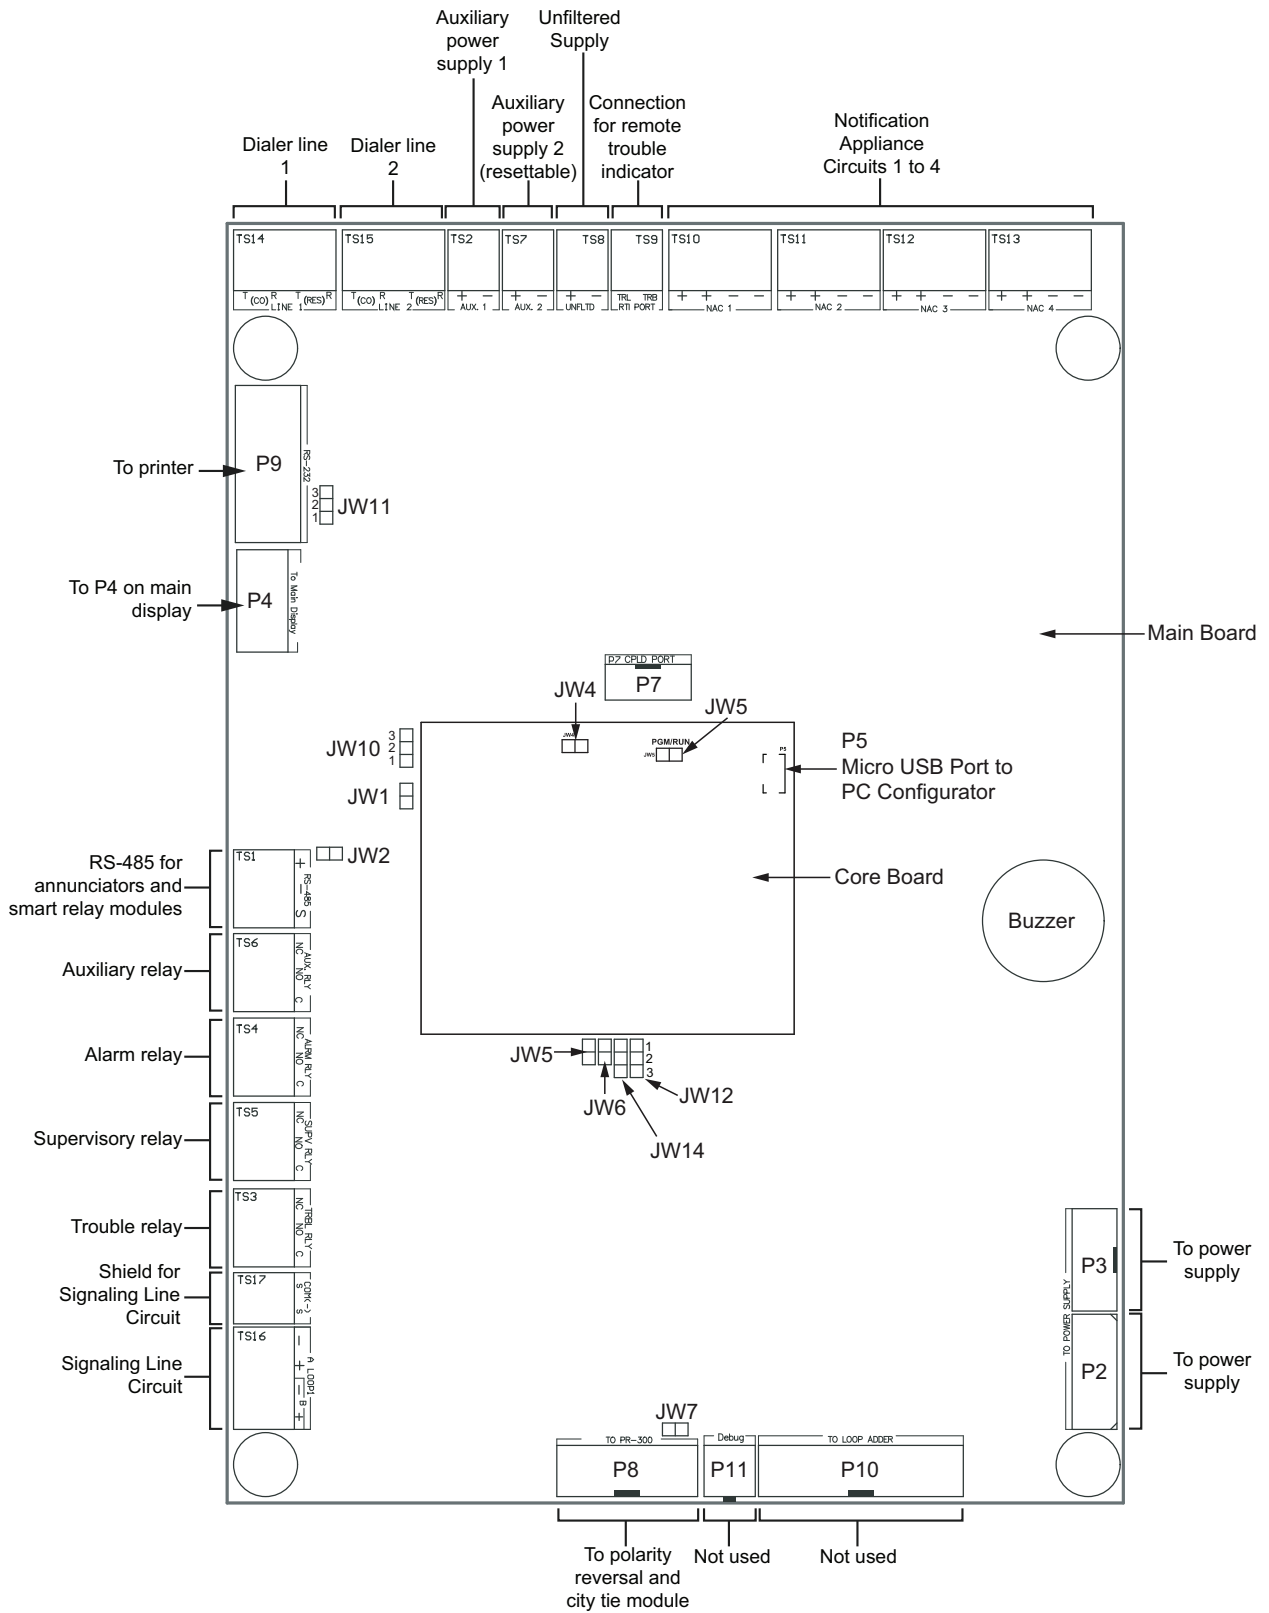 Auxiliary
power
supply 1
Unfiltered
Supply
Auxiliary
power
supply 2
(resettable)
Connection
for remote
trouble
indicator
Notification
Appliance
Circuits 1 to 4
Dialer line
1
Dialer line
2
TS14
TS15
TS2
TS7
TS8
TS9
TS10
TS11
TS12
TS13
T (CO) R T (RES) R
LINE 1
T (CO) R T (RES) R
LINE 2
+ −
AUX. 1
+ −
AUX. 2
+ −
UNFLTD
TRL TRB
RTI PORT
+ + − −
NAC 1
+ + − −
NAC 2
+ + − −
NAC 3
+ + − −
NAC 4
To printer
P9
RS-232
3
2
1
JW11
To P4 on main
display
P4
To Main Display
Main Board
P7 CPLD PORT
P7
JW4
JW4
JW5
PGM/RUN
JW5
P5
P5
Micro USB Port to
PC Configurator
JW10
3
2
1
JW1
JW2
RS-485 for
annunciators and
smart relay modules
TS1
+ − S
RS-485
Core Board
Buzzer
Auxiliary relay
TS6
NC NO C
AUX. RLY
Alarm relay
TS4
NC NO C
ALRM RLY
JW5
1
2
3
JW6
JW12
JW14
Supervisory relay
TS5
NC NO C
SUPV RLY
Trouble relay
TS3
NC NO C
TRBL RLY
Shield for
Signaling Line
Circuit
TS17
S S
COM(-)
Signaling Line
Circuit
TS16
− + − +
A LOOP1
B
TO POWER SUPPLY
P3
To power
supply
P2
To power
supply
JW7
TO PR-300
P8
Debug
P11
TO LOOP ADDER
P10
To polarity
reversal and
city tie module
Not used
Not used